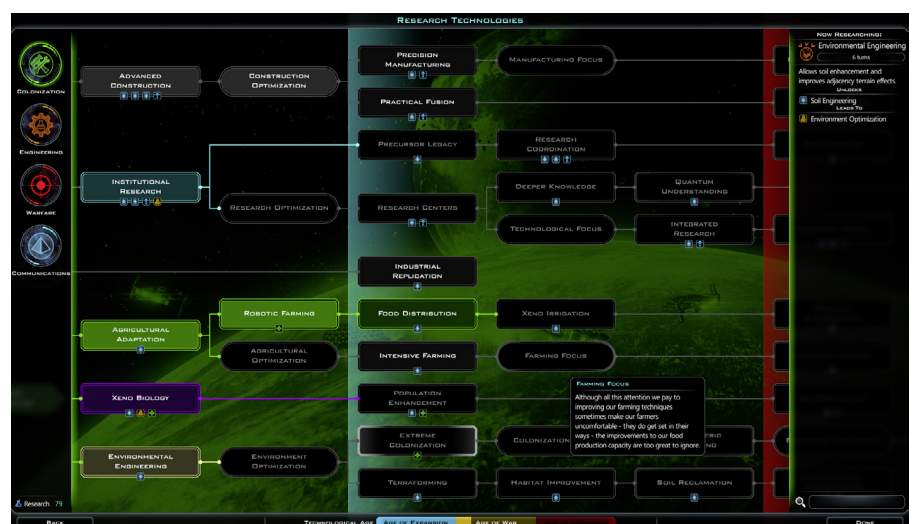 Research Technologies
Colonization
Engineering
Warfare
Communications
Advanced
Construction
Construction
Optimization
Precision
Manufacturing
Manufacturing Focus
Practical Fusion
Precursor Legacy
Research
Coordination
Institutional
Research
Research Optimization
Research Centers
Deeper Knowledge
Quantum
Understanding
Technological Focus
Integrated
Research
Industrial
Replication
Robotic Farming
Food Distribution
Xeno Irrigation
Agricultural
Adaptation
Agricultural
Optimization
Intensive Farming
Farming Focus
Xeno Biology
Population
Enhancement
Farming Focus
Although all this attention we pay to
improving our farming techniques
sometimes make our farmers
uncomfortable - they do get set in their
ways - the improvements to our food
production capacity are too great to ignore.
Extreme
Colonization
Colonization
Environmental
Engineering
Environment
Optimization
Terraforming
Habitat Improvement
Soil Reclamation
Now Researching:
Environmental Engineering
6 turns
Allows soil enhancement and
improves adjacency terrain effects.
Unlocks
Soil Engineering
Leads To
Environment Optimization
Research 79
Back
Technological Age
Age of Expansion
Age of War
Done